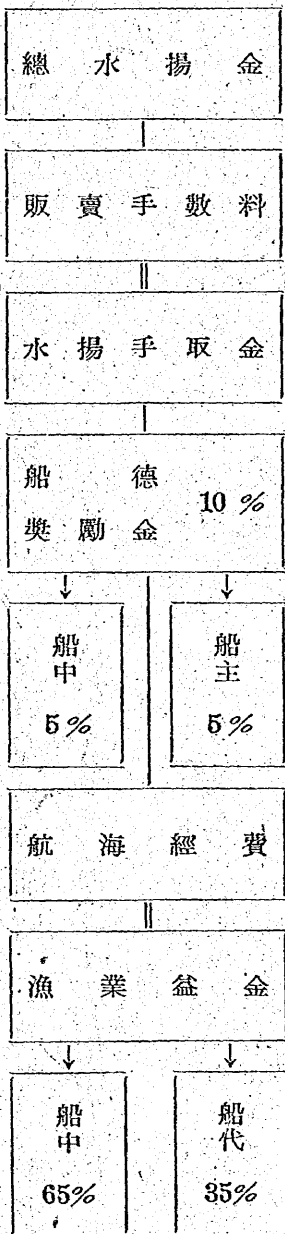 總水揚金
販賣手數料
水揚手取金
船德
奬勵金
10%
船中
5%
船主
5%
航海經費
漁業益金
船中
65%
船代
35%